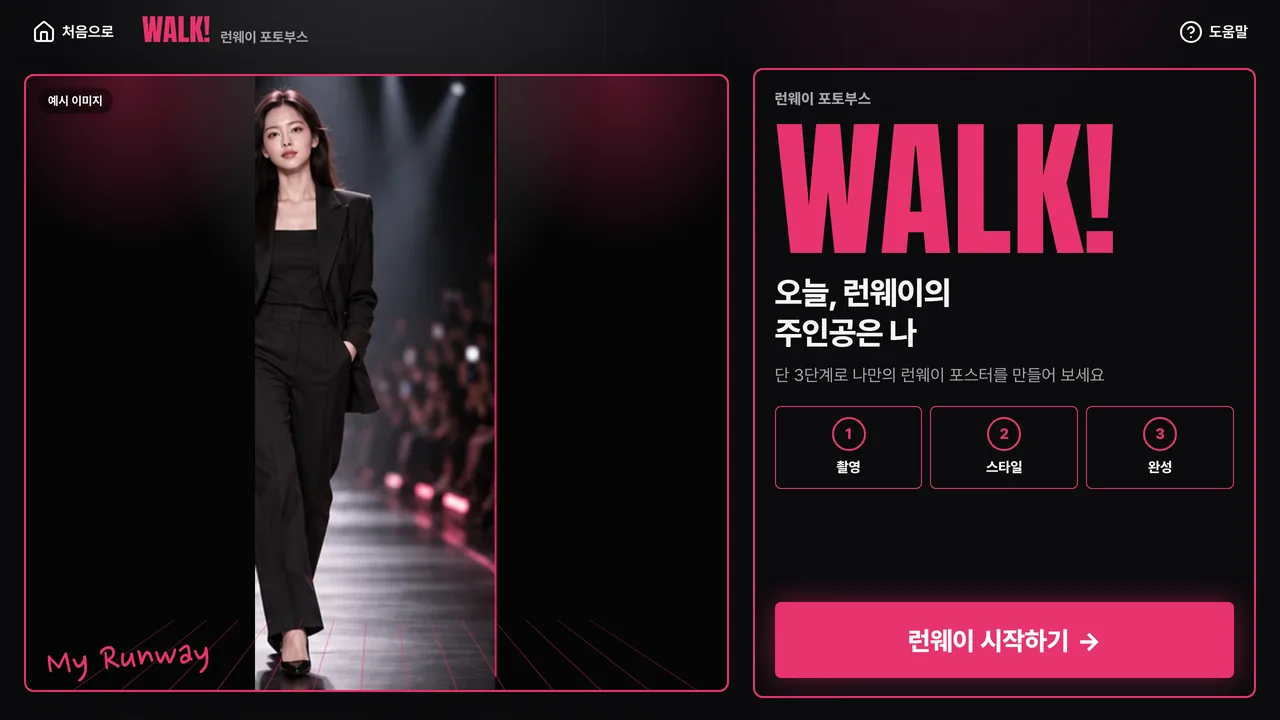 처음으로
WALK!
런웨이 포토부스
도움말
예시 이미지
My Runway
런웨이 포토부스
WALK!
오늘, 런웨이의
주인공은 나
단 3단계로 나만의 런웨이 포스터를 만들어 보세요
1
촬영
2
스타일
3
완성
런웨이 시작하기 →